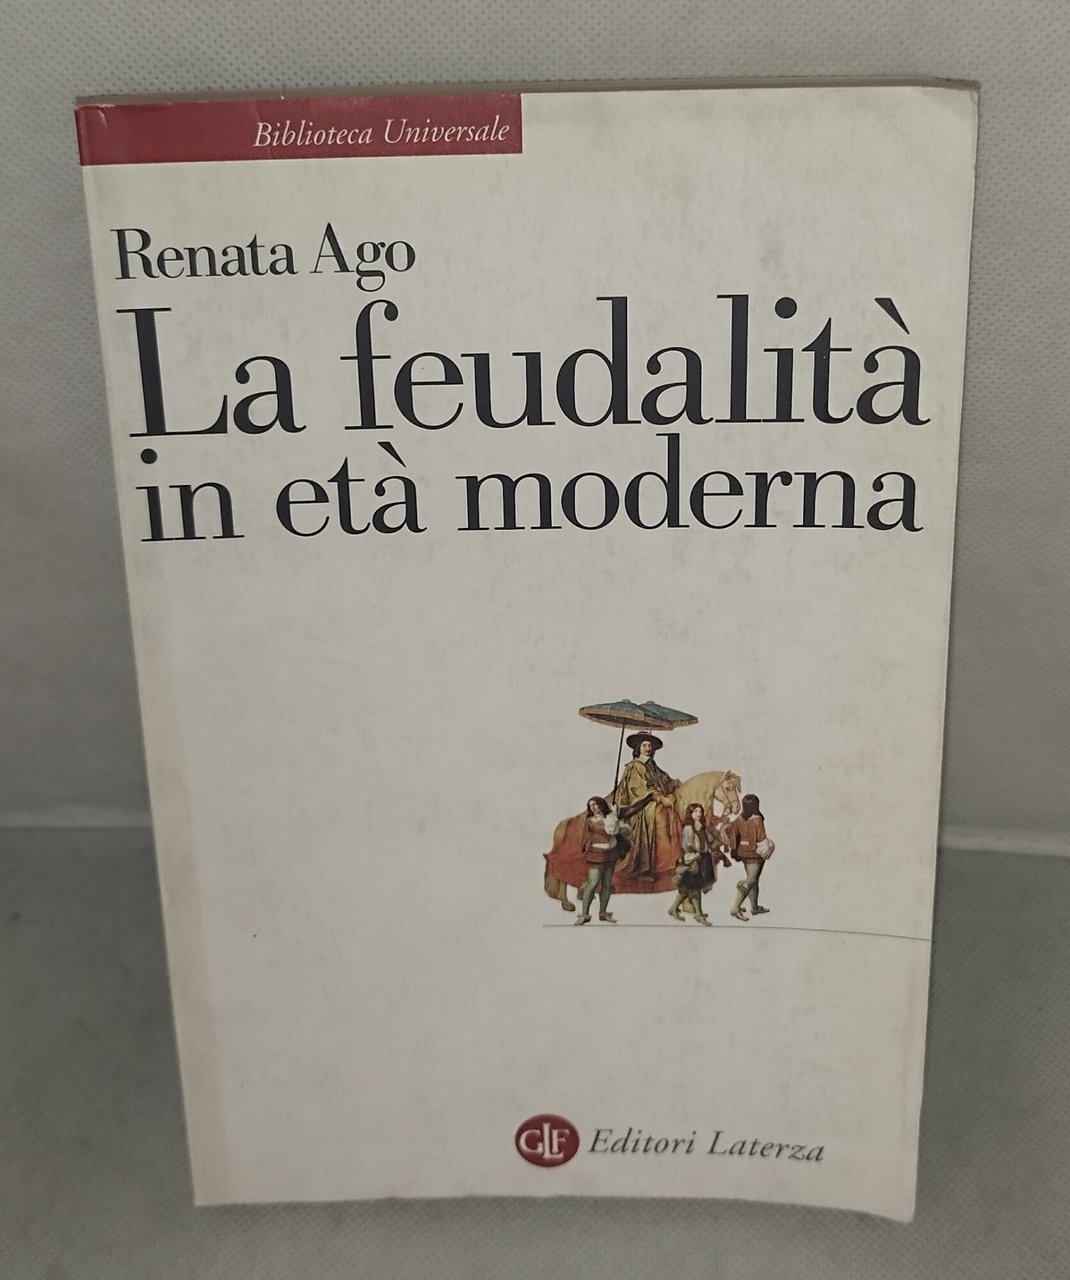 Biblioteca Universale
Renata Ago
La feudalità
in età moderna
GLF Editori Laterza